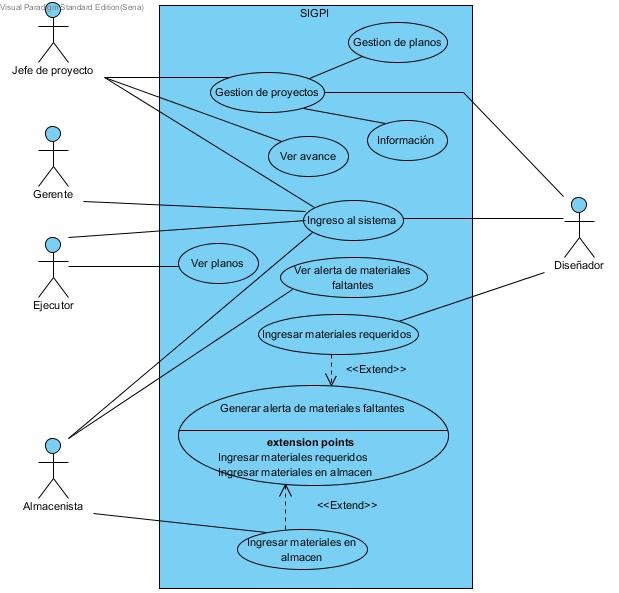 Visual Paradigm Standard Edition(Sena)
SIGPI
Gestion de planos
Jefe de proyecto
Gestion de proyectos
Información
Ver avance
Gerente
Ingreso al sistema
Diseñador
Ver planos
Ver alerta de materiales
faltantes
Ejecutor
Ingresar materiales requeridos
<<Extend>>
Generar alerta de materiales faltantes
extension points
Ingresar materiales requeridos
Ingresar materiales en almacen
Almacenista
<<Extend>>
Ingresar materiales en
almacen